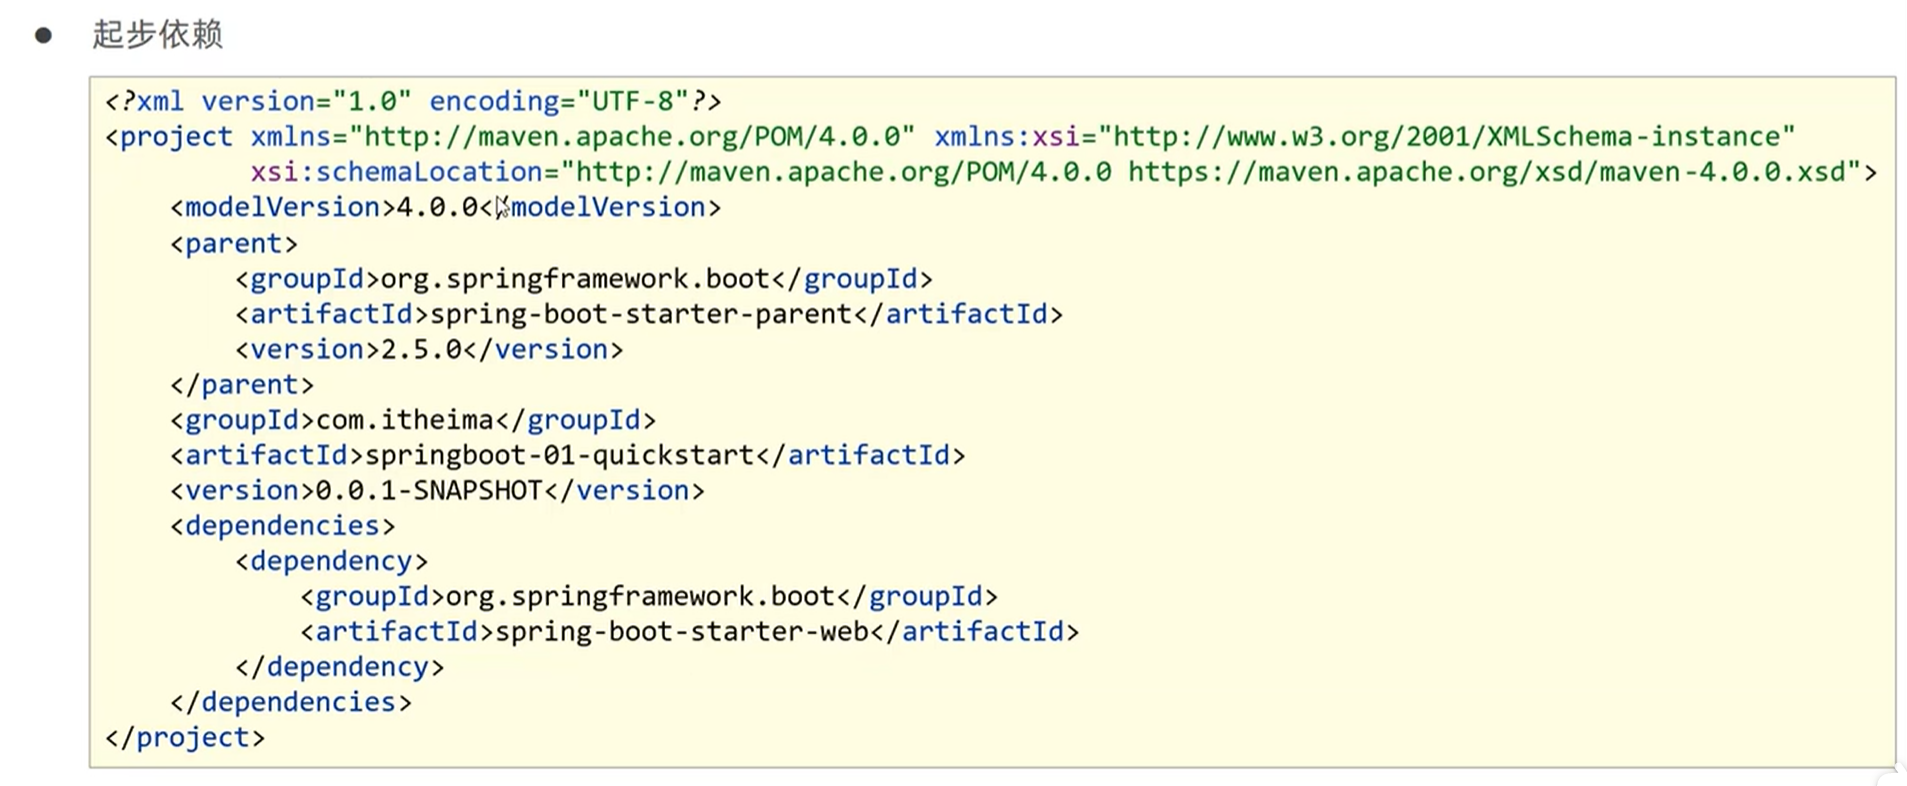 ● 起步依赖
<?xml version="1.0" encoding="UTF-8"?>
<project xmlns="http://maven.apache.org/POM/4.0.0" xmlns:xsi="http://www.w3.org/2001/XMLSchema-instance"
xsi:schemaLocation="http://maven.apache.org/POM/4.0.0 https://maven.apache.org/xsd/maven-4.0.0.xsd">
<modelVersion>4.0.0</modelVersion>
<parent>
<groupId>org.springframework.boot</groupId>
<artifactId>spring-boot-starter-parent</artifactId>
<version>2.5.0</version>
</parent>
<groupId>com.itheima</groupId>
<artifactId>springboot-01-quickstart</artifactId>
<version>0.0.1-SNAPSHOT</version>
<dependencies>
<dependency>
<groupId>org.springframework.boot</groupId>
<artifactId>spring-boot-starter-web</artifactId>
</dependency>
</dependencies>
</project>